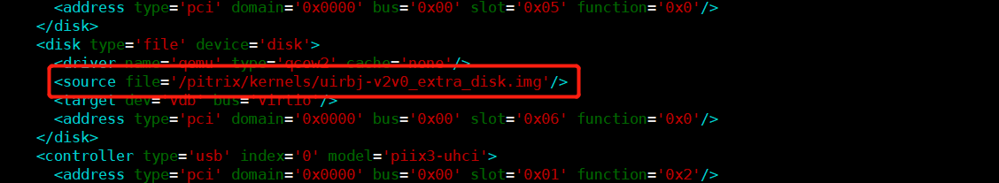 <address type='pci' domain='0x0000' bus='0x00' slot='0x05' function='0x0'/>
</disk>
<disk type='file' device='disk'>
<driver name='qemu' type='qcow2' cache='none'/>
<source file='/pitrix/kernels/uirbj-v2v0_extra_disk.img'/>
<target dev='vdb' bus='virtio'/>
<address type='pci' domain='0x0000' bus='0x00' slot='0x06' function='0x0'/>
</disk>
<controller type='usb' index='0' model='piix3-uhci'>
<address type='pci' domain='0x0000' bus='0x00' slot='0x01' function='0x2'/>